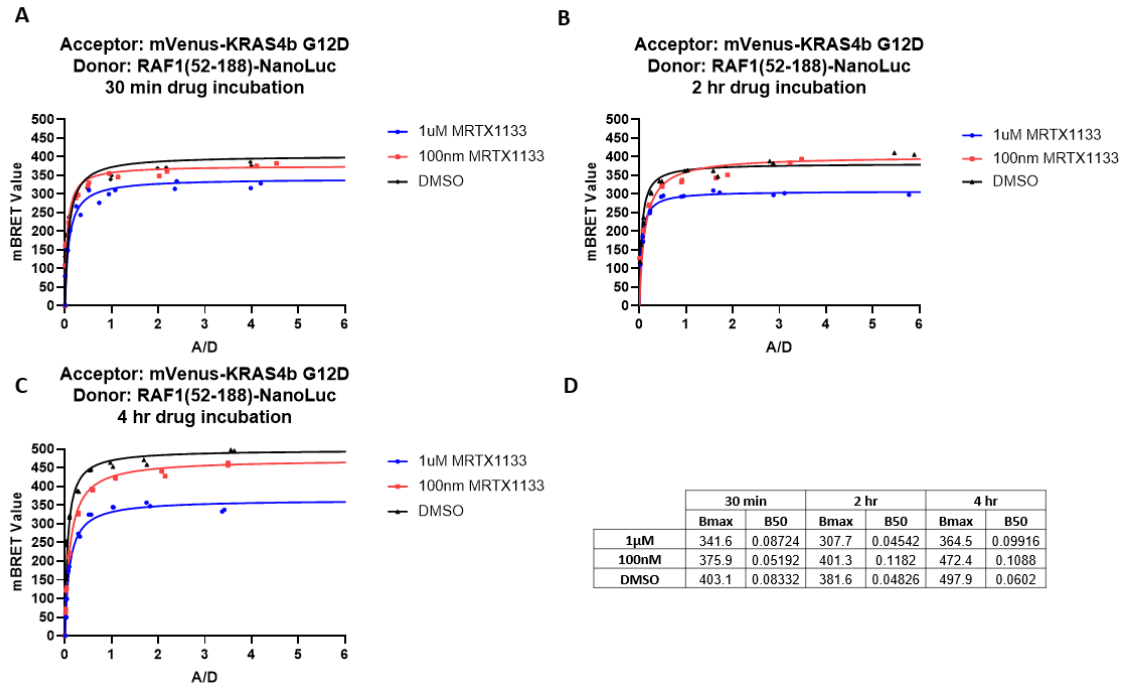 A
Acceptor: mVenus-KRAS4b G12D
Donor: RAF1(52-188)-NanoLuc
30 min drug incubation
500
450
400
350
300
250
200
150
100
50
0
mBRET Value
0 1 2 3 4 5 6
A/D
1uM MRTX1133
100nm MRTX1133
DMSO
B
Acceptor: mVenus-KRAS4b G12D
Donor: RAF1(52-188)-NanoLuc
2 hr drug incubation
500
450
400
350
300
250
200
150
100
50
0
mBRET Value
0 1 2 3 4 5 6
A/D
1uM MRTX1133
100nm MRTX1133
DMSO
C
Acceptor: mVenus-KRAS4b G12D
Donor: RAF1(52-188)-NanoLuc
4 hr drug incubation
500
450
400
350
300
250
200
150
100
50
0
mBRET Value
0 1 2 3 4 5 6
A/D
1uM MRTX1133
100nM MRTX1133
DMSO
D
30 min 2 hr 4 hr
Bmax B50 Bmax B50 Bmax B50
1µM 341.6 0.08724 307.7 0.04542 364.5 0.09916
100nM 375.9 0.05192 401.3 0.1182 472.4 0.1088
DMSO 403.1 0.08332 381.6 0.04826 497.9 0.0602